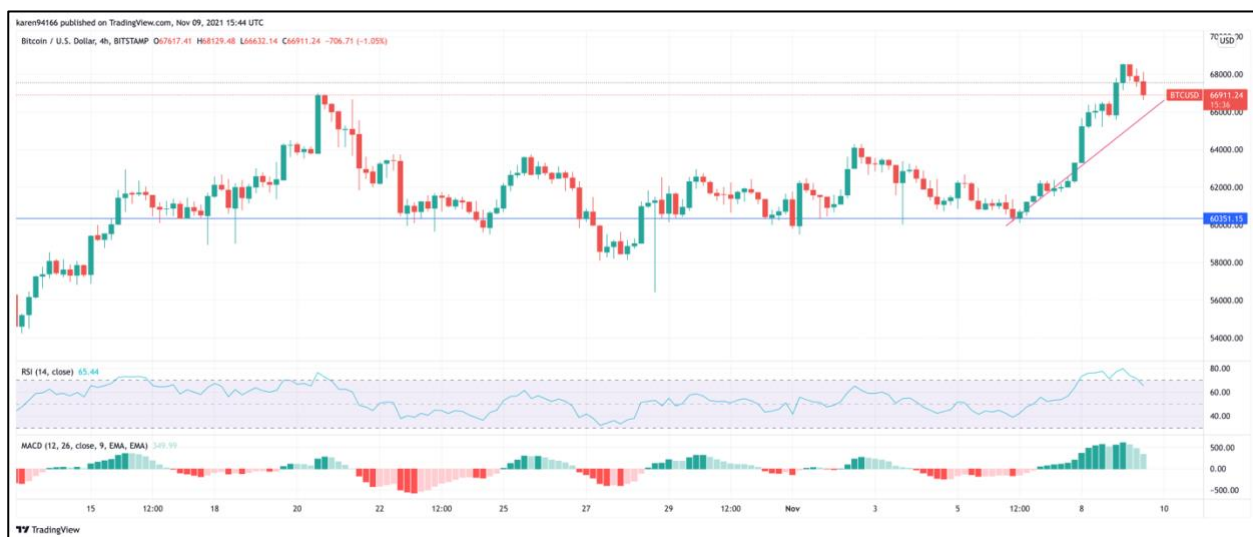 karen94166 published on TradingView.com, Nov 09, 2021 15:44 UTC
Bitcoin / U.S. Dollar, 4h, BITSTAMP O67617.41 H68129.48 L66632.14 C66911.24 −706.71 (−1.05%)
USD
68000.00
BTCUSD 66911.24
15:36
66000.00
64000.00
62000.00
60351.15
60000.00
58000.00
56000.00
54000.00
RSI (14, close) 65.44
80.00
60.00
40.00
MACD (12, 26, close, 9, EMA, EMA) 349.99
500.00
0.00
−500.00
15 12:00 18 20 22 12:00 25 27 29 12:00 Nov 3 5 12:00 8 10
TradingView